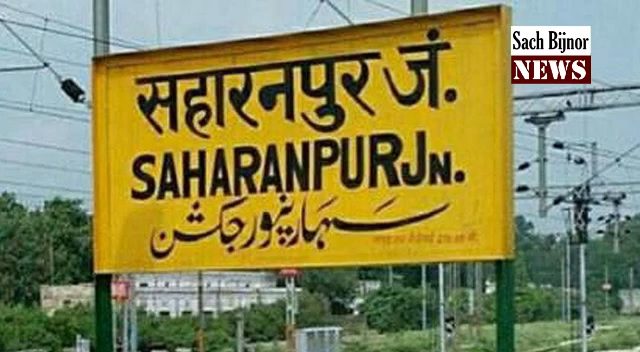 Sach Bijnor
NEWS
सहारनपुर जं.
SAHARANPUR JN.
سہارنپور جنکشن